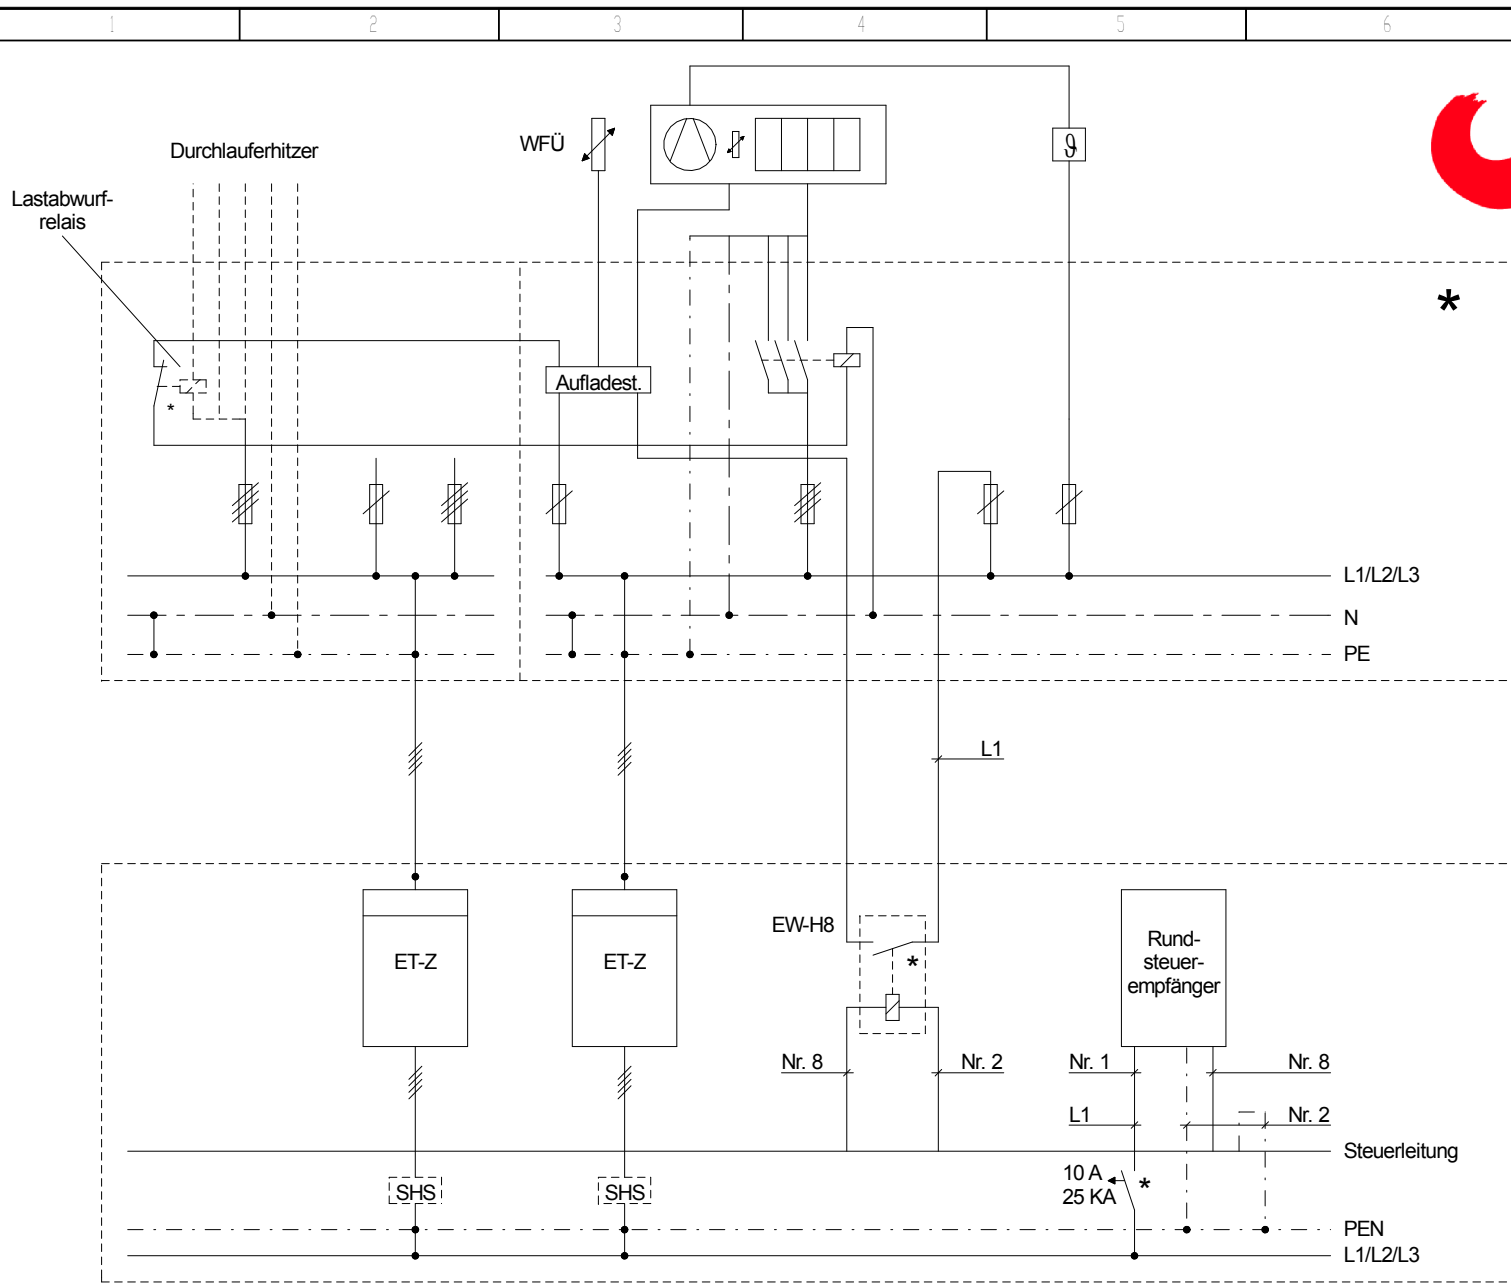 1 2 3 4 5 6
WFÜ
ϑ
Durchlauferhitzer
Lastabwurf-
relais
*
Aufladest.
*
L1/L2/L3
N
PE
L1
EW-H8
ET-Z
ET-Z
*
Rund-
steuer-
empfänger
Nr. 8
Nr. 2
Nr. 1
Nr. 8
L1
Nr. 2
Steuerleitung
10 A
25 KA
*
SHS
SHS
PEN
L1/L2/L3